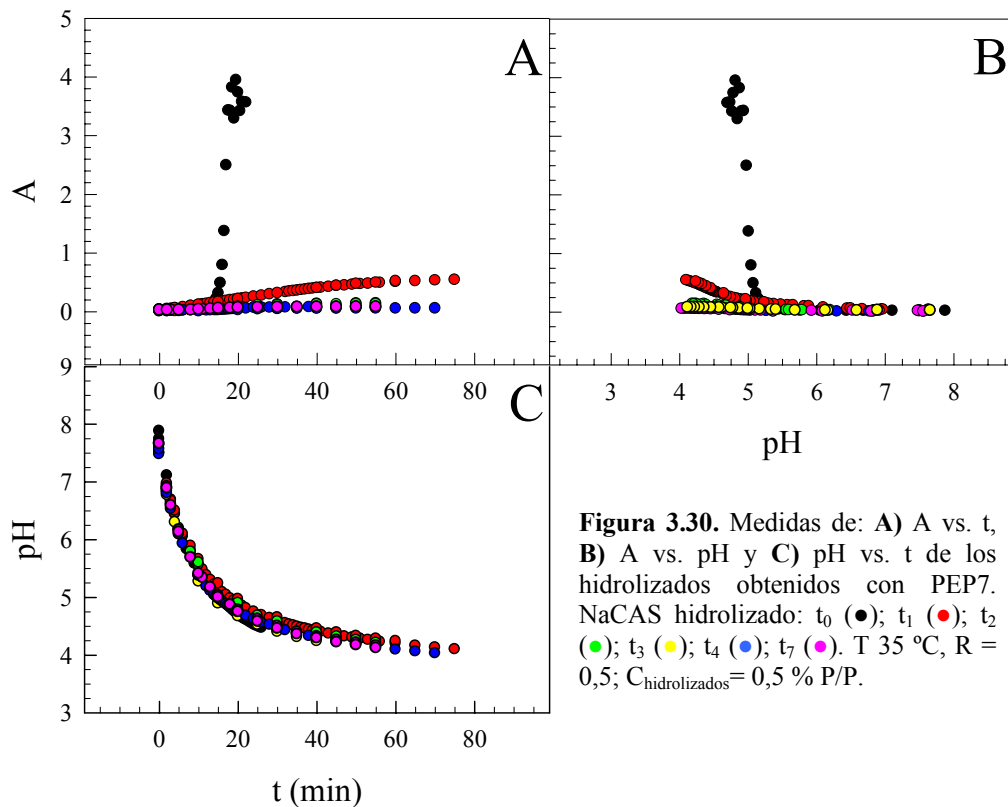 5
4
3
2
1
0
A
A
0
20
40
60
80
B
3
4
5
6
7
8
pH
9
8
7
6
5
4
3
pH
C
0
20
40
60
80
t (min)
Figura 3.30. Medidas de: A) A vs. t,
B) A vs. pH y C) pH vs. t de los
hidrolizados obtenidos con PEP7.
NaCAS hidrolizado: t₀ (●); t₁ (●); t₂
(●); t₃ (●); t₄ (●); t₇ (●). T 35 ºC, R =
0,5; Chidrolizados= 0,5 % P/P.